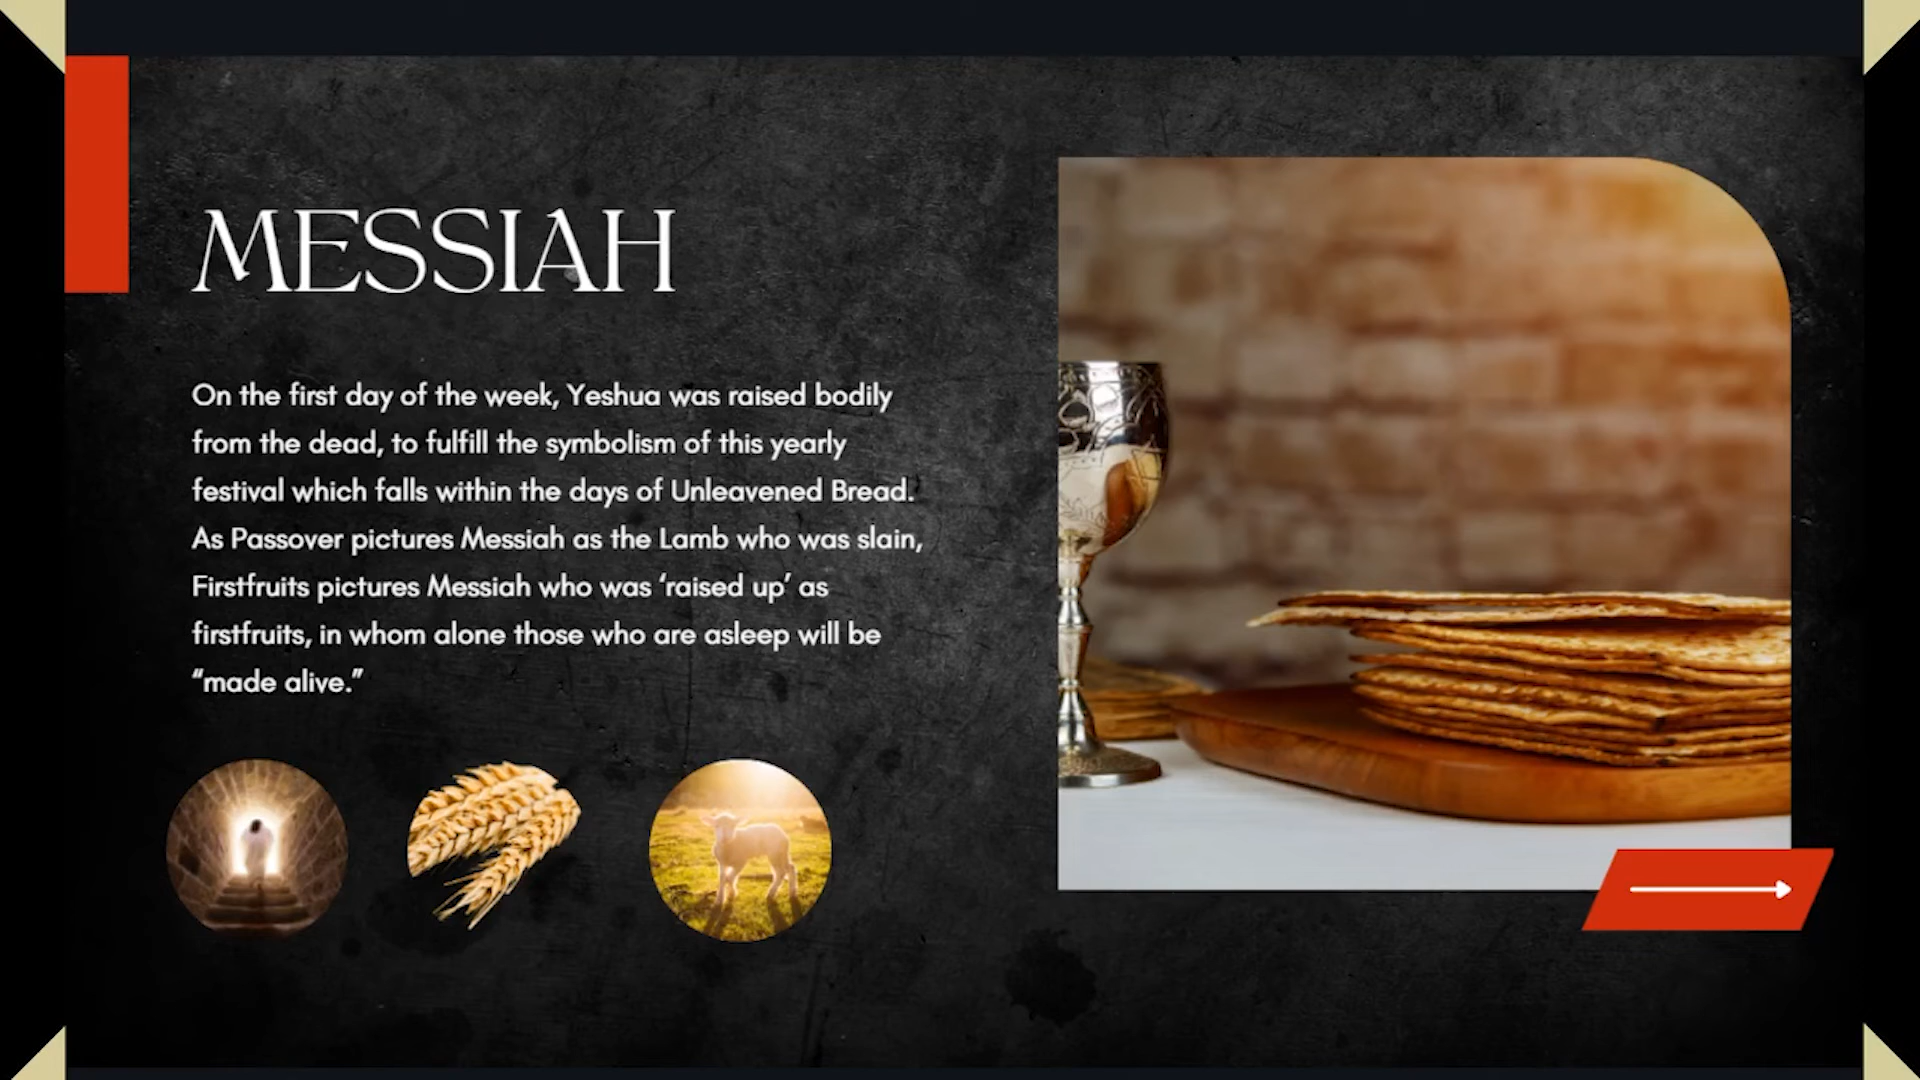 MESSIAH
On the first day of the week, Yeshua was raised bodily
from the dead, to fulfill the symbolism of this yearly
festival which falls within the days of Unleavened Bread.
As Passover pictures Messiah as the Lamb who was slain,
Firstfruits pictures Messiah who was ‘raised up’ as
firstfruits, in whom alone those who are asleep will be
“made alive.”